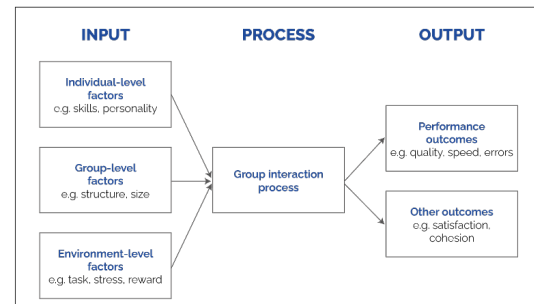 INPUT
PROCESS
OUTPUT
Individual-level
factors
e.g. skills, personality
Group-level
factors
e.g. structure, size
Environment-level
factors
e.g. task, stress, reward
Group interaction
process
Performance
outcomes
e.g. quality, speed, errors
Other outcomes
e.g. satisfaction,
cohesion